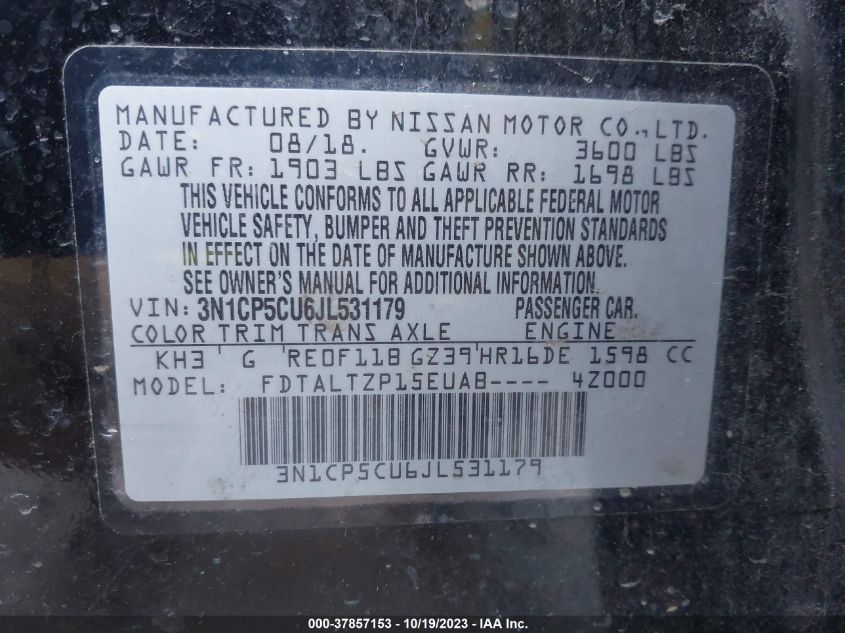 MANUFACTURED BY NISSAN MOTOR CO.,LTD.
DATE: 08/18. GVWR: 3600 LBS
GAWR FR: 1903 LBS GAWR RR: 1698 LBS
THIS VEHICLE CONFORMS TO ALL APPLICABLE FEDERAL MOTOR
VEHICLE SAFETY, BUMPER AND THEFT PREVENTION STANDARDS
IN EFFECT ON THE DATE OF MANUFACTURE SHOWN ABOVE.
SEE OWNER'S MANUAL FOR ADDITIONAL INFORMATION.
VIN: 3N1CP5CU6JL531179 PASSENGER CAR.
COLOR TRIM TRANS AXLE ENGINE
KH3 ' G 'RE0F11B GZ39'HR16DE 1598 CC
MODEL: FDTALTZP15EUAB---- 4Z000
3N1CP5CU6JL531179
000-37857153 - 10/19/2023 - IAA Inc.